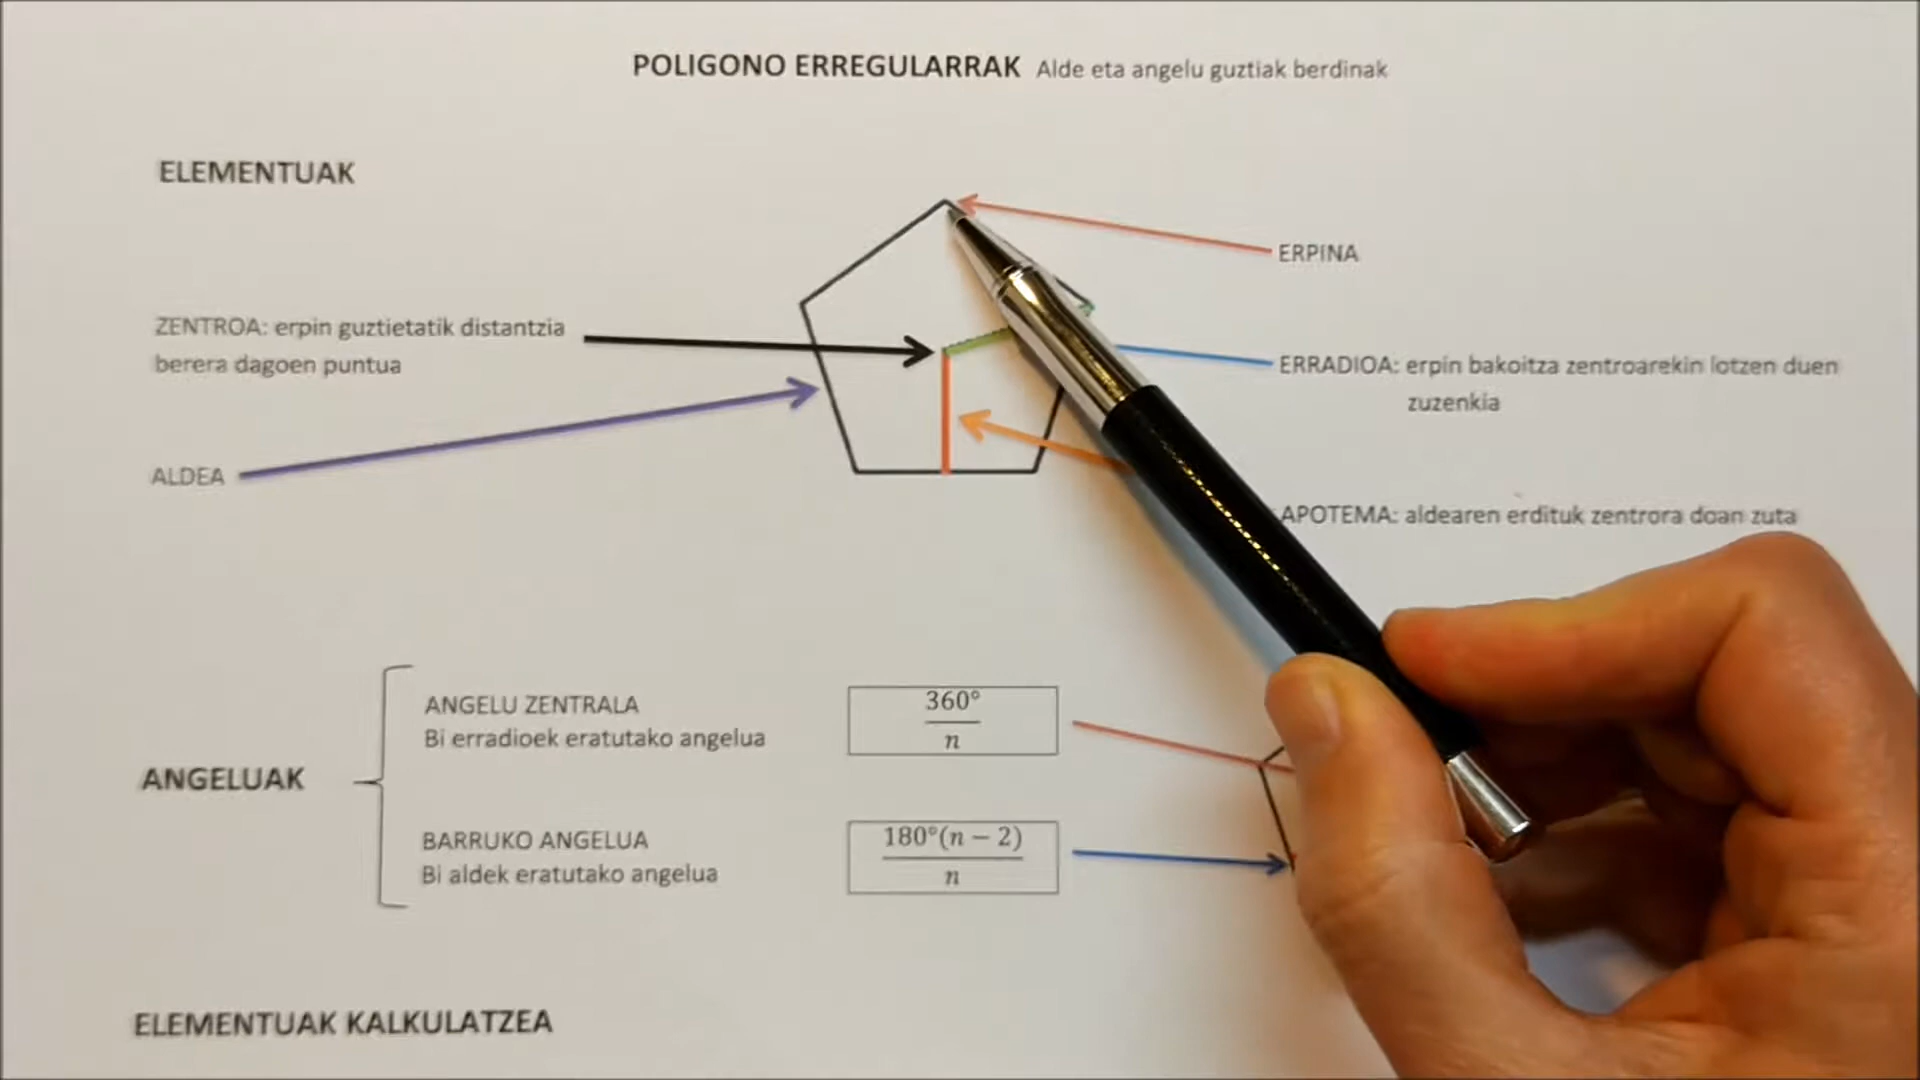 POLIGONO ERREGULARRAK Alde eta angelu guztiak berdinak
ELEMENTUAK
ERPINA
ZENTROA: erpin guztietatik distantzia
berera dagoen puntua
ERRADIOA: erpin bakoitza zentroarekin lotzen duen
zuzenkia
ALDEA
APOTEMA: aldearen erdituk zentrora doan zuta
ANGELUAK
ANGELU ZENTRALA
Bi erradioek eratutako angelua
360°
n
BARRUKO ANGELUA
Bi aldek eratutako angelua
180°(n − 2)
n
ELEMENTUAK KALKULATZEA